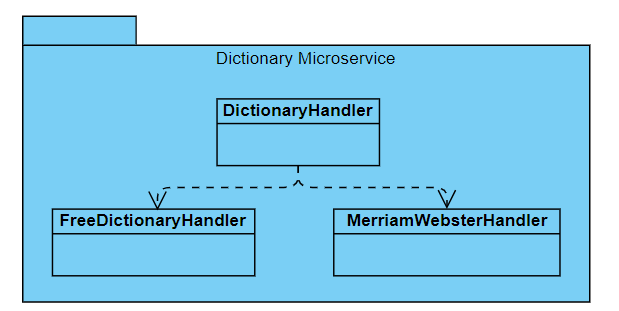 Dictionary Microservice
DictionaryHandler
FreeDictionaryHandler
MerriamWebsterHandler